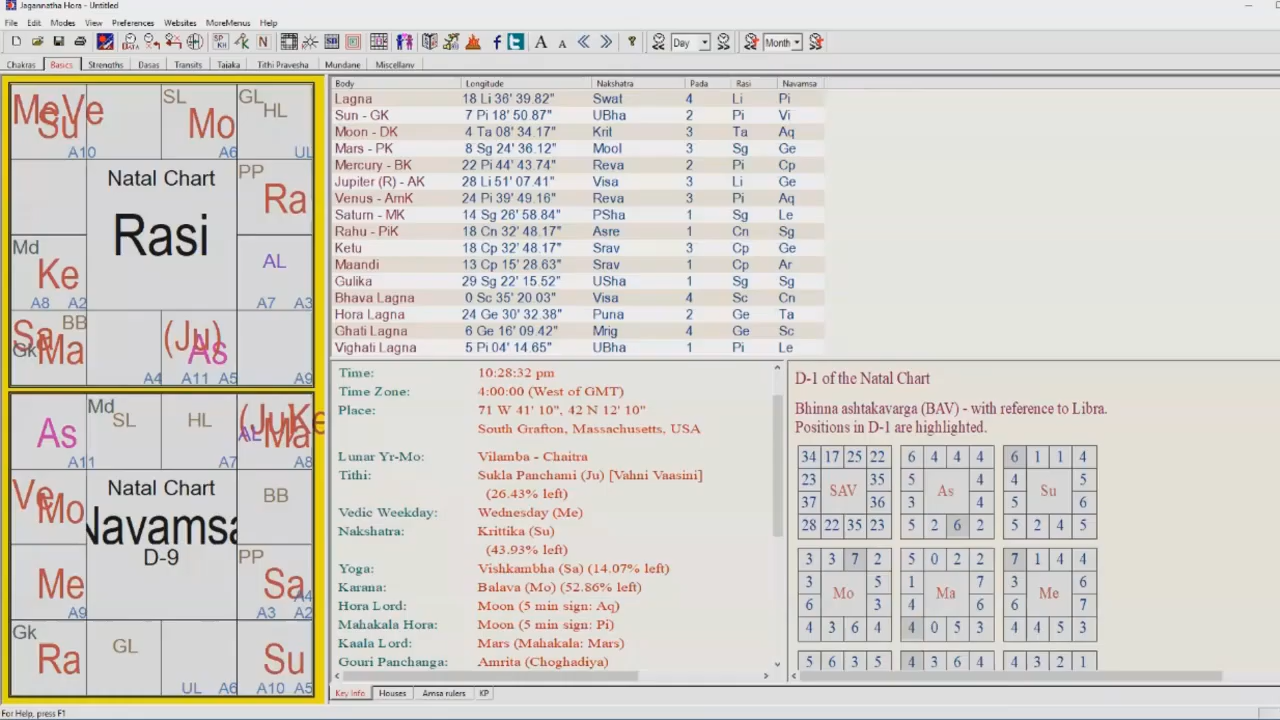 Jagannatha Hora - Untitled
File Edit Modes View Preferences Websites MoreMenus Help
Day Month
Chakras Basics Strengths Dasas Transits Tajaka Tithi Pravesha Mundane Miscellany
MeVe SL GL
Su Mo HL
A10 A6 UL
Natal Chart PP
Rasi Ra
Md AL
Ke
A8 A2 A7 A3
Sa BB (Ju)
Gk Ma As
A4 A11 A5 A9
Md SL HL (JuKe
As AL Ma
A11 A7 A8
Ve Natal Chart BB
Mo Navamsa
D-9 PP
Me Sa
A4
A9 A3 A2
Gk GL
Ra Su
UL A6 A10 A5
Body Longitude Nakshatra Pada Rasi Navamsa
Lagna 18 Li 36' 39.82" Swat 4 Li Pi
Sun - GK 7 Pi 18' 50.87" UBha 2 Pi Vi
Moon - DK 4 Ta 08' 34.17" Krit 3 Ta Aq
Mars - PK 8 Sg 24' 36.12" Mool 3 Sg Ge
Mercury - BK 22 Pi 44' 43.74" Reva 2 Pi Cp
Jupiter (R) - AK 28 Li 51' 07.41" Visa 3 Li Ge
Venus - AmK 24 Pi 39' 49.16" Reva 3 Pi Aq
Saturn - MK 14 Sg 26' 58.84" PSha 1 Sg Le
Rahu - PiK 18 Cn 32' 48.17" Asre 1 Cn Sg
Ketu 18 Cp 32' 48.17" Srav 3 Cp Ge
Maandi 13 Cp 15' 28.63" Srav 1 Cp Ar
Gulika 29 Sg 22' 15.52" USha 1 Sg Sg
Bhava Lagna 0 Sc 35' 20.03" Visa 4 Sc Cn
Hora Lagna 24 Ge 30' 32.38" Puna 2 Ge Ta
Ghati Lagna 6 Ge 16' 09.42" Mrig 4 Ge Sc
Vighati Lagna 5 Pi 04' 14.65" UBha 1 Pi Le
Time: 10:28:32 pm
Time Zone: 4:00:00 (West of GMT)
Place: 71 W 41' 10", 42 N 12' 10"
South Grafton, Massachusetts, USA
Lunar Yr-Mo: Vilamba - Chaitra
Tithi: Sukla Panchami (Ju) [Vahni Vaasini]
(26.43% left)
Vedic Weekday: Wednesday (Me)
Nakshatra: Krittika (Su)
(43.93% left)
Yoga: Vishkambha (Sa) (14.07% left)
Karana: Balava (Mo) (52.86% left)
Hora Lord: Moon (5 min sign: Aq)
Mahakala Hora: Moon (5 min sign: Pi)
Kaala Lord: Mars (Mahakala: Mars)
Gouri Panchanga: Amrita (Choghadiya)
Key Info Houses Amsa rulers KP
D-1 of the Natal Chart
Bhinna ashtakavarga (BAV) - with reference to Libra.
Positions in D-1 are highlighted.
34 17 25 22 6 4 4 4 6 1 1 4
23 35 5 4 4 5
SAV As Su
37 36 4 4 5 6
28 22 35 23 5 2 6 2 5 2 4 5
3 3 7 2 5 0 2 2 7 1 4 4
3 5 1 7 3 6
Mo Ma Me
6 3 4 6 6 7
4 3 6 4 4 0 5 3 4 4 5 3
5 6 3 5 4 3 6 4 4 3 2 1
For Help, press F1